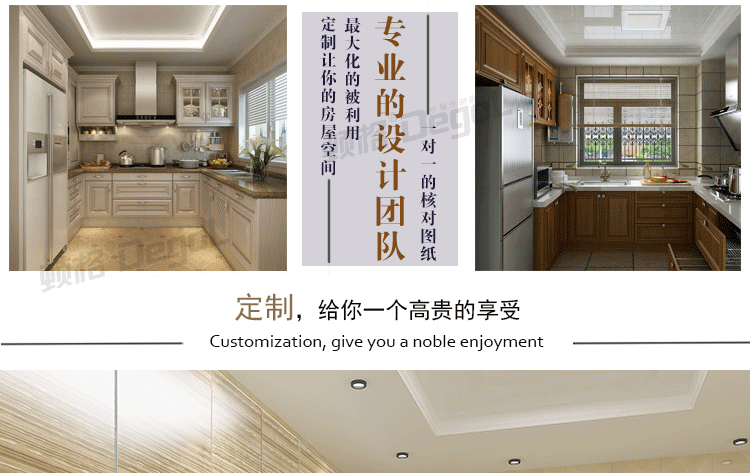 专业的设计团队
一对一的核对图纸
最大化的被利用
定制让你的房屋空间
定制，给你一个高贵的享受
Customization, give you a noble enjoyment